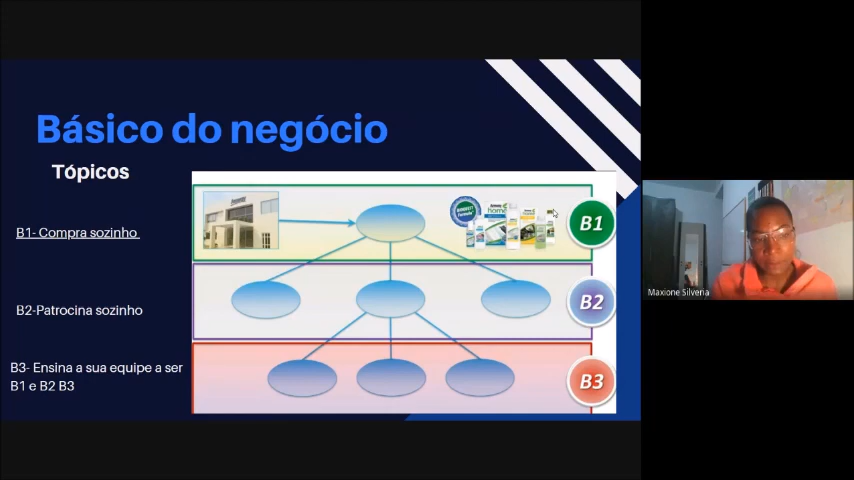 Básico do negócio
Tópicos
B1- Compra sozinho
B1
B2-Patrocina sozinho
B2
B3- Ensina a sua equipe a ser
B1 e B2 B3
B3
Maxione Silveria